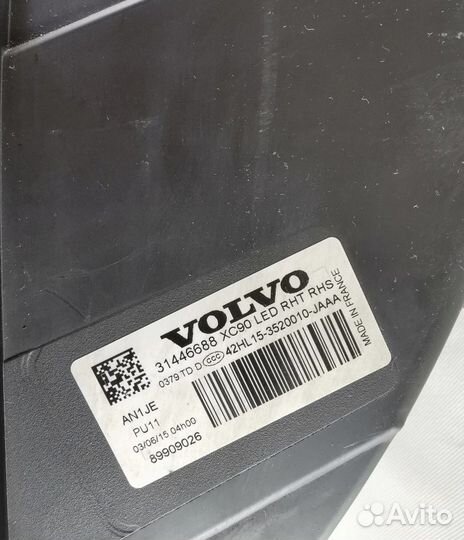 VOLVO
31446688 XC90 LED RHT RHS
0379 TD D CCC 42HL15-3520010-JAAA
MADE IN FRANCE
AN1JE
PU11
03/06/15 04h00
89909026
Avito